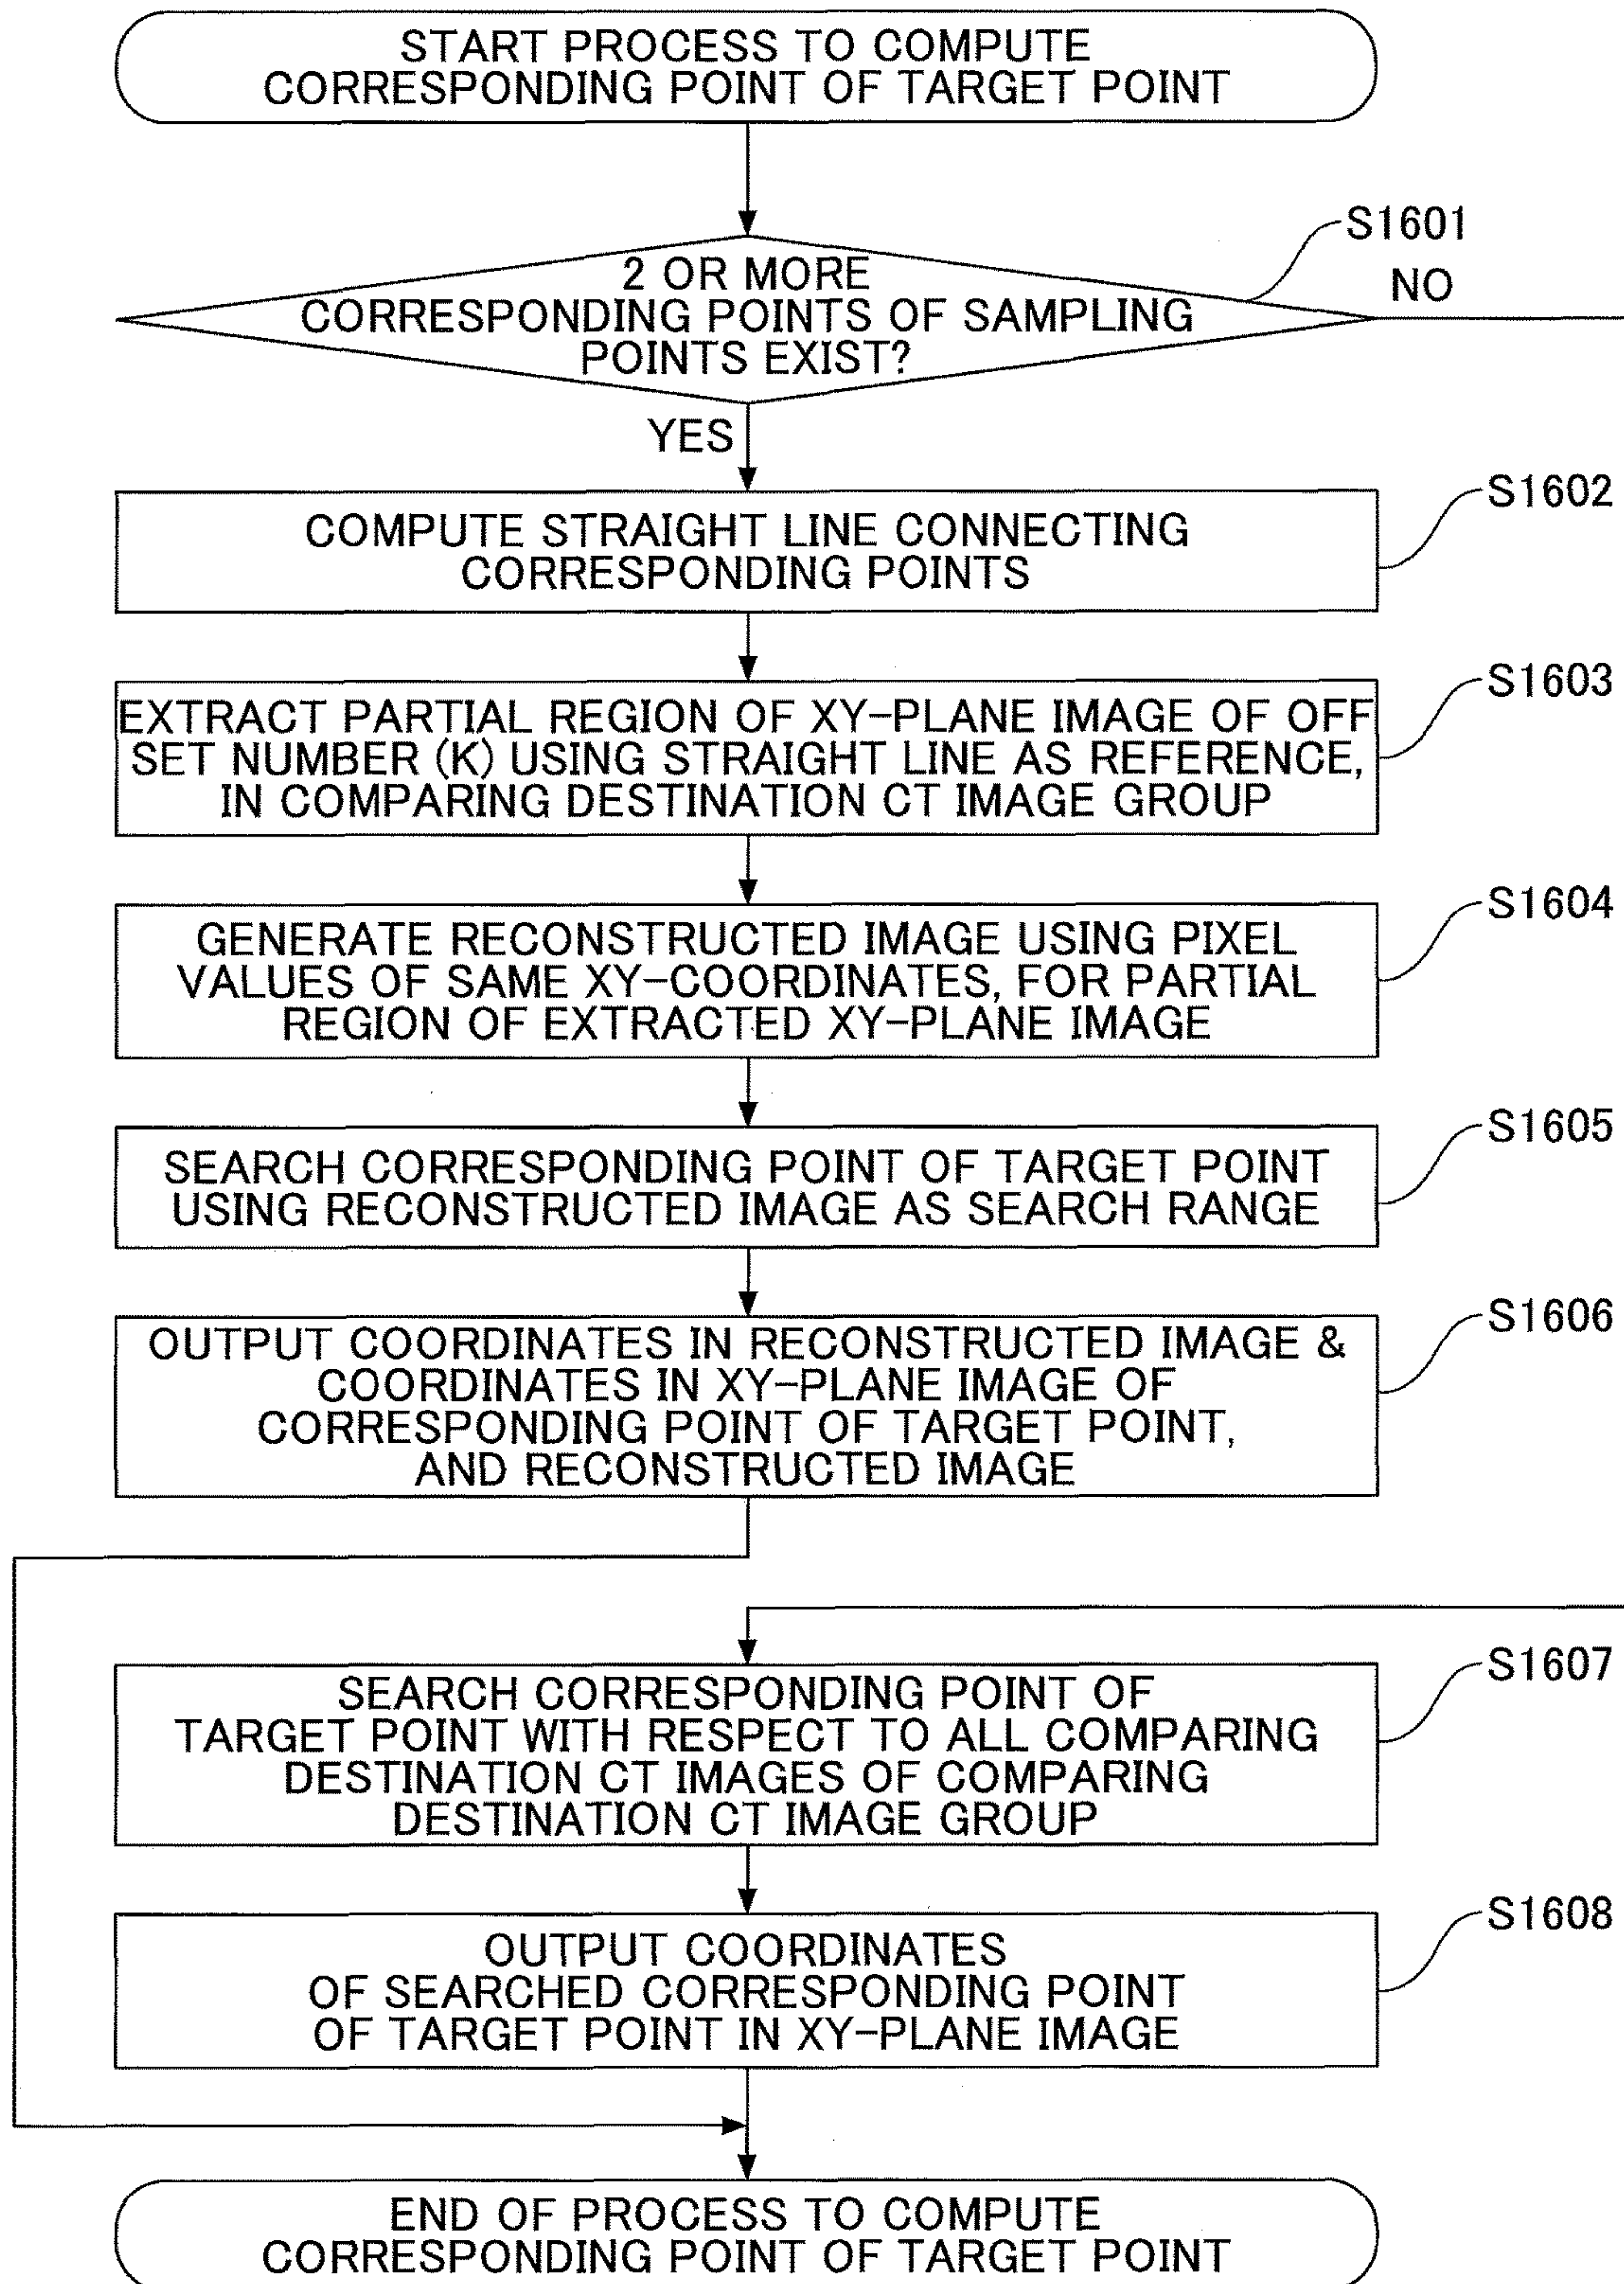 START PROCESS TO COMPUTE
CORRESPONDING POINT OF TARGET POINT
S1601
2 OR MORE
CORRESPONDING POINTS OF SAMPLING
POINTS EXIST?
NO
YES
S1602
COMPUTE STRAIGHT LINE CONNECTING
CORRESPONDING POINTS
S1603
EXTRACT PARTIAL REGION OF XY-PLANE IMAGE OF OFF
SET NUMBER (K) USING STRAIGHT LINE AS REFERENCE,
IN COMPARING DESTINATION CT IMAGE GROUP
S1604
GENERATE RECONSTRUCTED IMAGE USING PIXEL
VALUES OF SAME XY-COORDINATES, FOR PARTIAL
REGION OF EXTRACTED XY-PLANE IMAGE
S1605
SEARCH CORRESPONDING POINT OF TARGET POINT
USING RECONSTRUCTED IMAGE AS SEARCH RANGE
S1606
OUTPUT COORDINATES IN RECONSTRUCTED IMAGE &
COORDINATES IN XY-PLANE IMAGE OF
CORRESPONDING POINT OF TARGET POINT,
AND RECONSTRUCTED IMAGE
S1607
SEARCH CORRESPONDING POINT OF
TARGET POINT WITH RESPECT TO ALL COMPARING
DESTINATION CT IMAGES OF COMPARING
DESTINATION CT IMAGE GROUP
S1608
OUTPUT COORDINATES
OF SEARCHED CORRESPONDING POINT
OF TARGET POINT IN XY-PLANE IMAGE
END OF PROCESS TO COMPUTE
CORRESPONDING POINT OF TARGET POINT